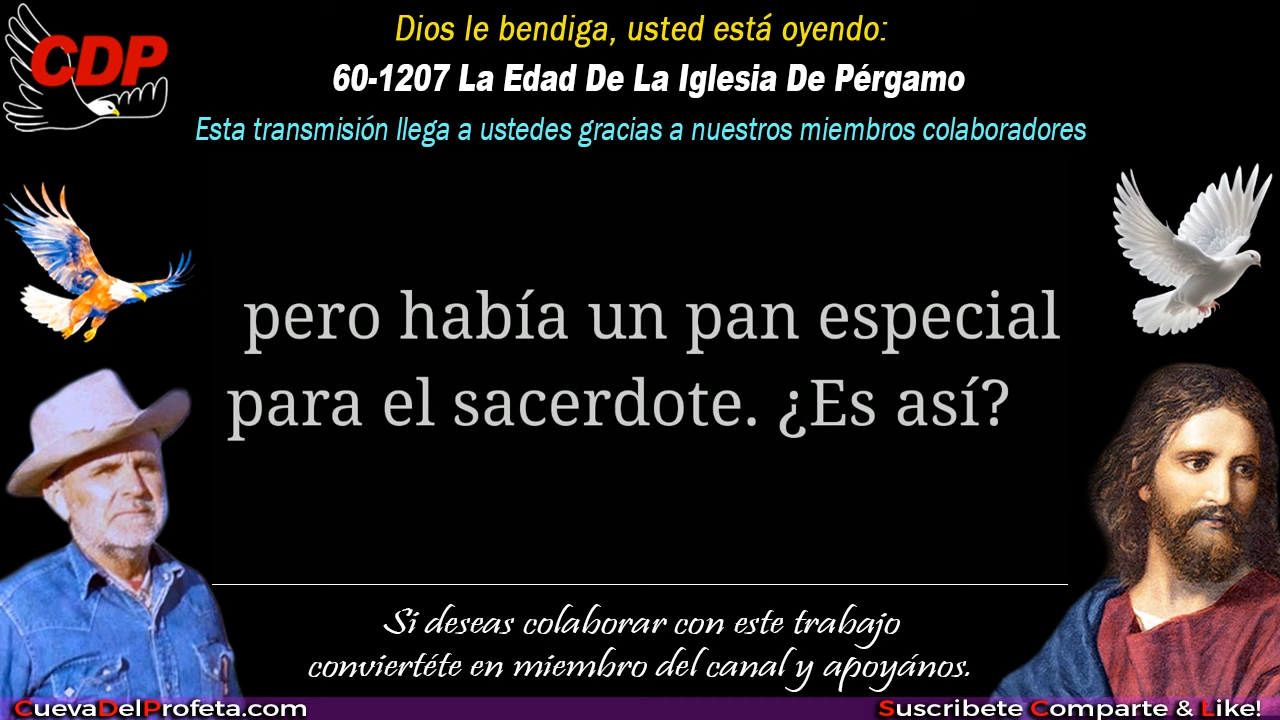 CDP
Dios le bendiga, usted está oyendo:
60-1207 La Edad De La Iglesia De Pérgamo
Esta transmisión llega a ustedes gracias a nuestros miembros colaboradores
pero había un pan especial
para el sacerdote. ¿Es así?
Si deseas colaborar con este trabajo
conviertéte en miembro del canal y apoyános.
CuevaDelProfeta.com
Suscribete Comparte & Like!